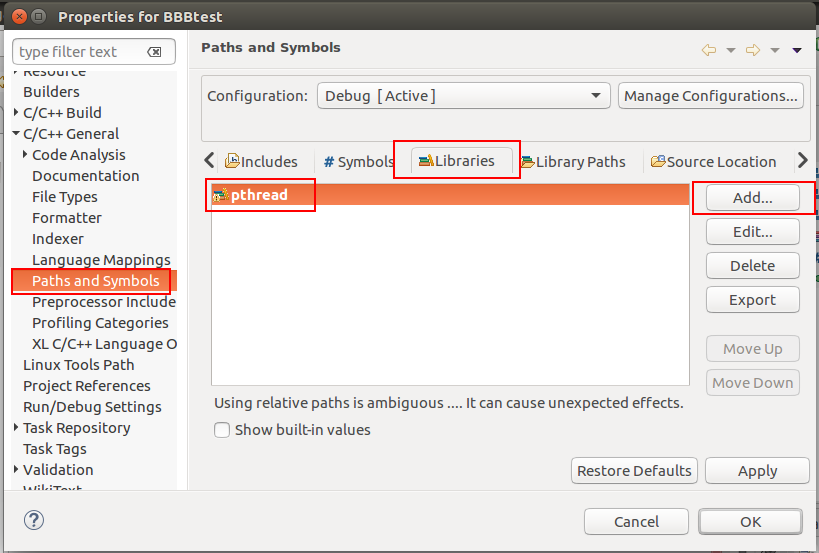 Properties for BBBtest
type filter text
Paths and Symbols
Resource
Builders
C/C++ Build
C/C++ General
Code Analysis
Documentation
File Types
Formatter
Indexer
Language Mappings
Paths and Symbols
Preprocessor Include
Profiling Categories
XL C/C++ Language O
Linux Tools Path
Project References
Run/Debug Settings
Task Repository
Task Tags
Validation
WikiText
Configuration:
Debug [Active]
Manage Configurations...
Includes
# Symbols
Libraries
Library Paths
Source Location
pthread
Add...
Edit...
Delete
Export
Move Up
Move Down
Using relative paths is ambiguous .... It can cause unexpected effects.
Show built-in values
Restore Defaults
Apply
Cancel
OK